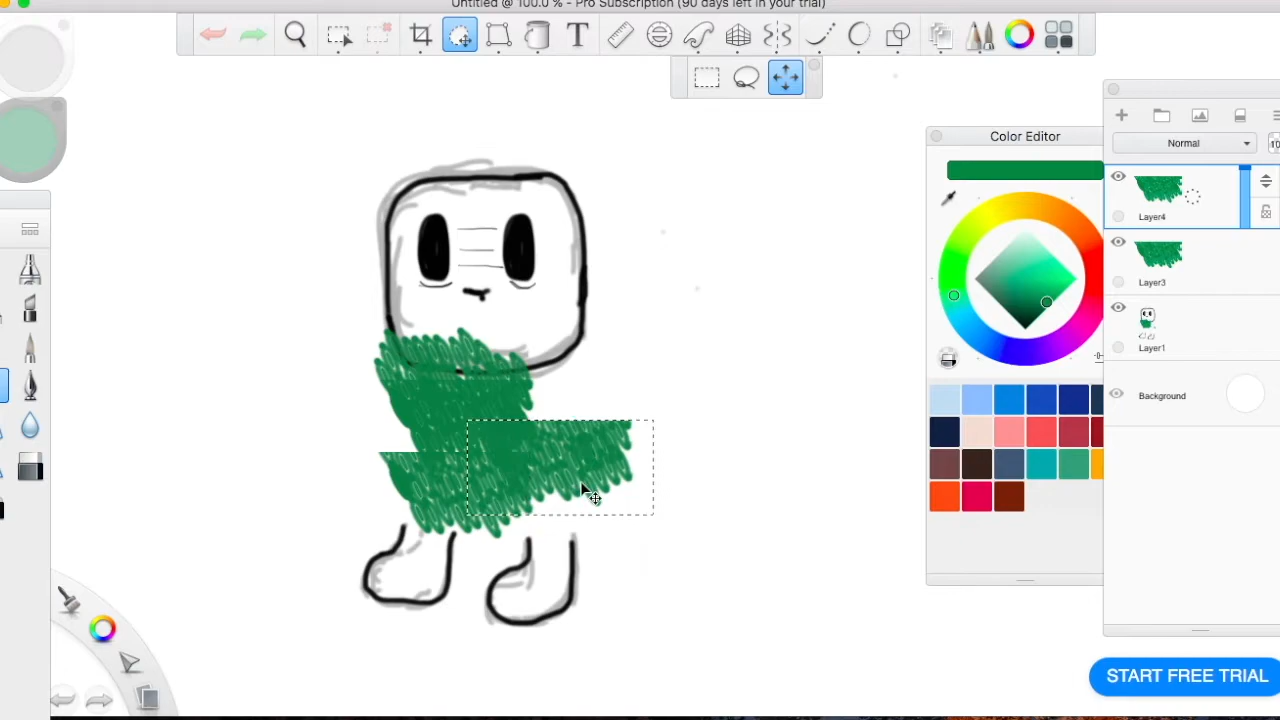 Untitled @ 100.0 % - Pro Subscription (90 days left in your trial)
T
Color Editor
Normal
10
Layer4
Layer3
Layer1
Background
START FREE TRIAL